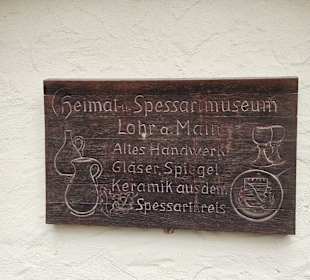 Heimat u. Spessartmuseum
Lohr a. Main
Altes Handwerk
Gläser, Spiegel
Keramik aus dem
Spessartkreis